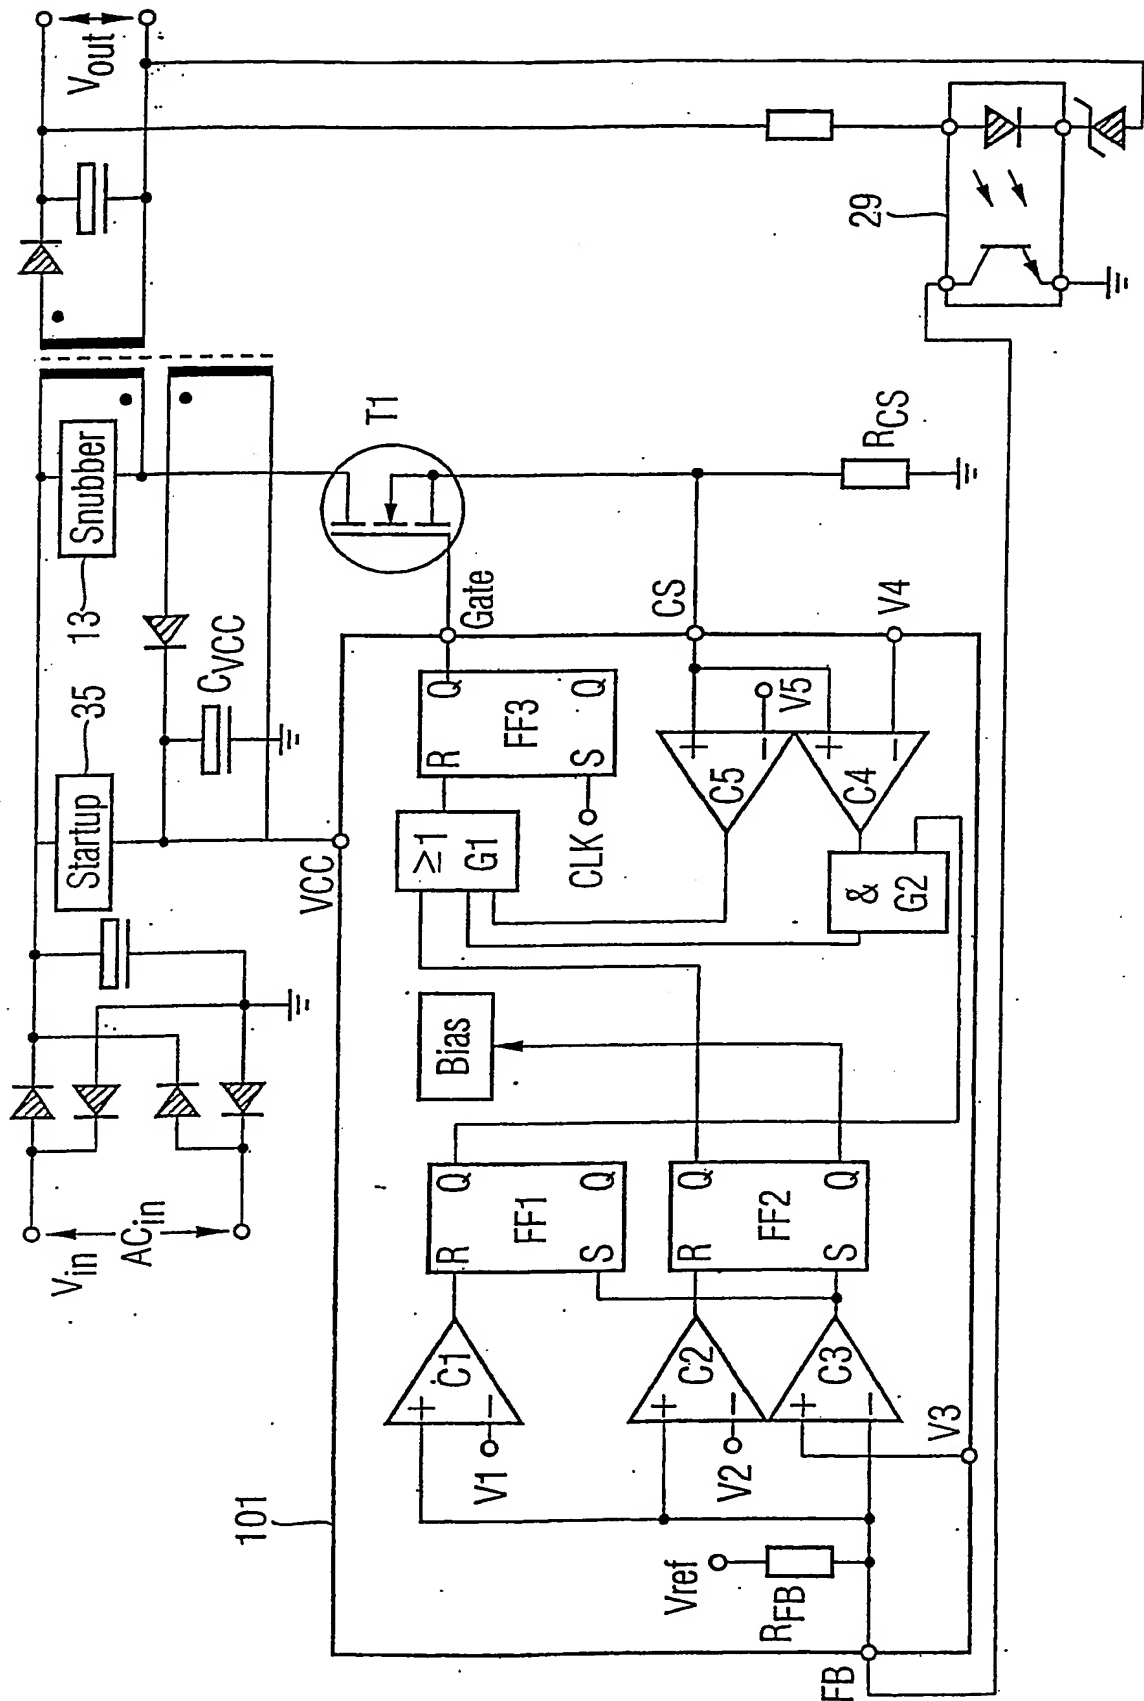 Vin
ACin
Startup
35
13
Snubber
CVCC
Vout
T1
VCC
Gate
CS
RCS
V4
29
101
Bias
≥1
G1
R
Q
FF3
S
Q
CLK
+
C5
−
V5
+
C4
−
&
G2
R
Q
FF1
S
Q
R
Q
FF2
S
Q
C1
+
−
V1
C2
+
−
V2
C3
+
−
V3
Vref
RFB
FB